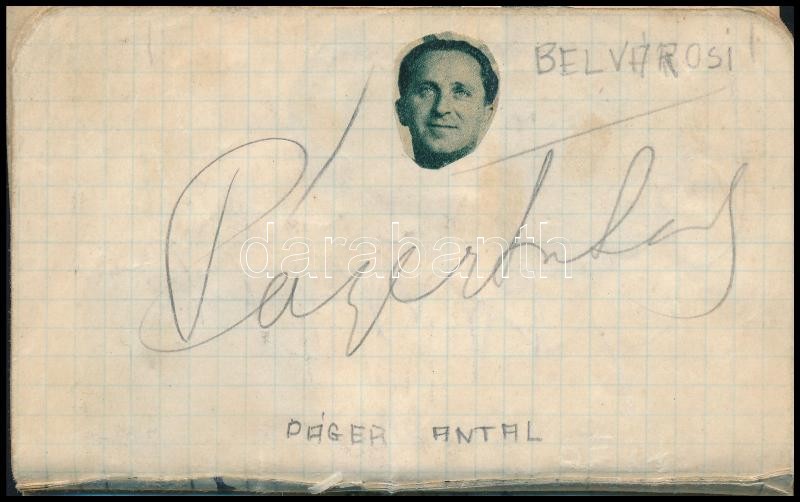 BELVÁROSI
Páger Antal
darabanth
PÁGER ANTAL